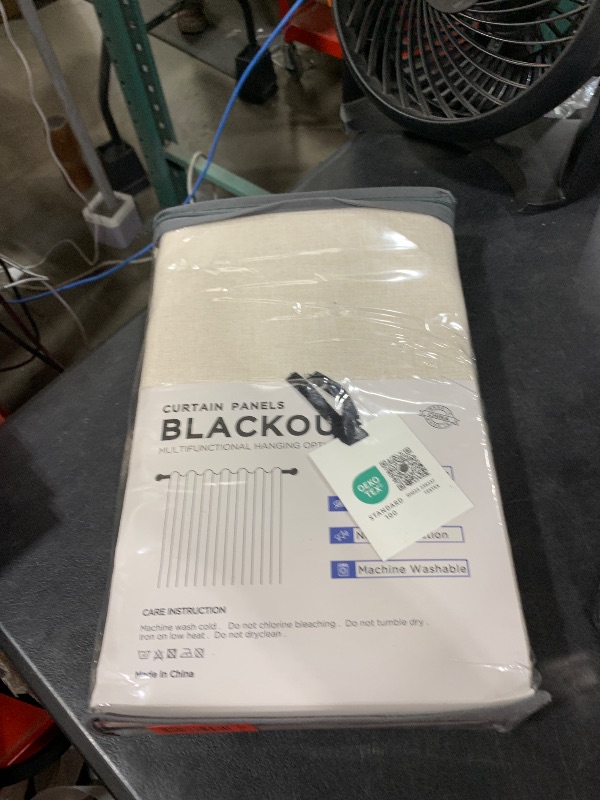 CURTAIN PANELS
BLACKOU
MULTIFUNCTIONAL HANGING OPT
OEKO
TEX®
STANDARD
100
Machine Washable
CARE INSTRUCTION
Machine wash cold . Do not chlorine bleaching . Do not tumble dry .
Iron on low heat . Do not dryclean .
Made in China